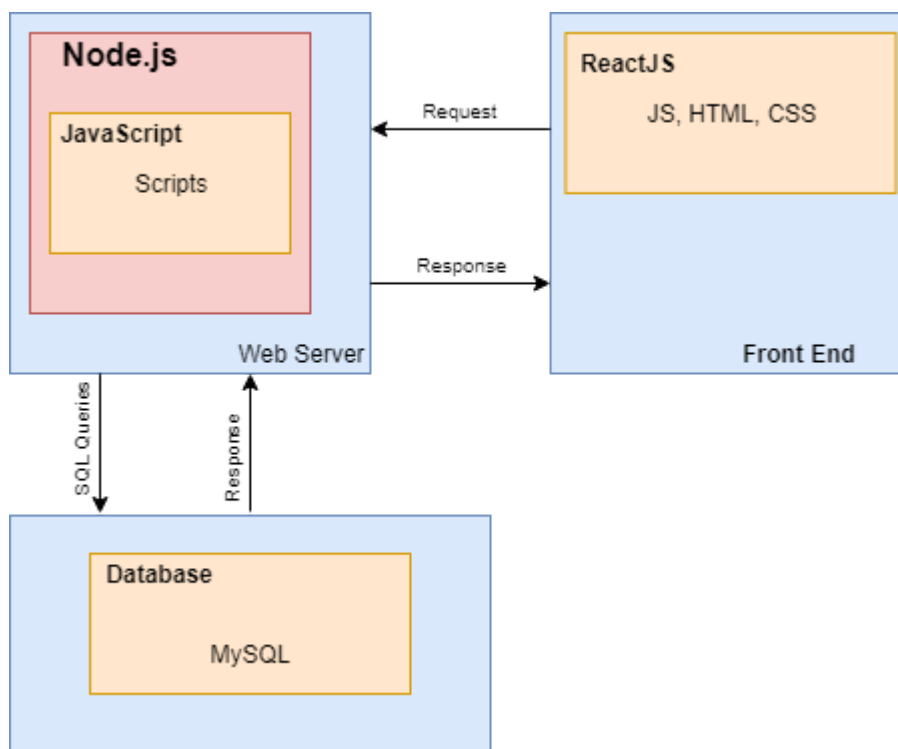 Node.js
JavaScript
Scripts
Web Server
Request
Response
ReactJS
JS, HTML, CSS
Front End
SQL Queries
Response
Database
MySQL